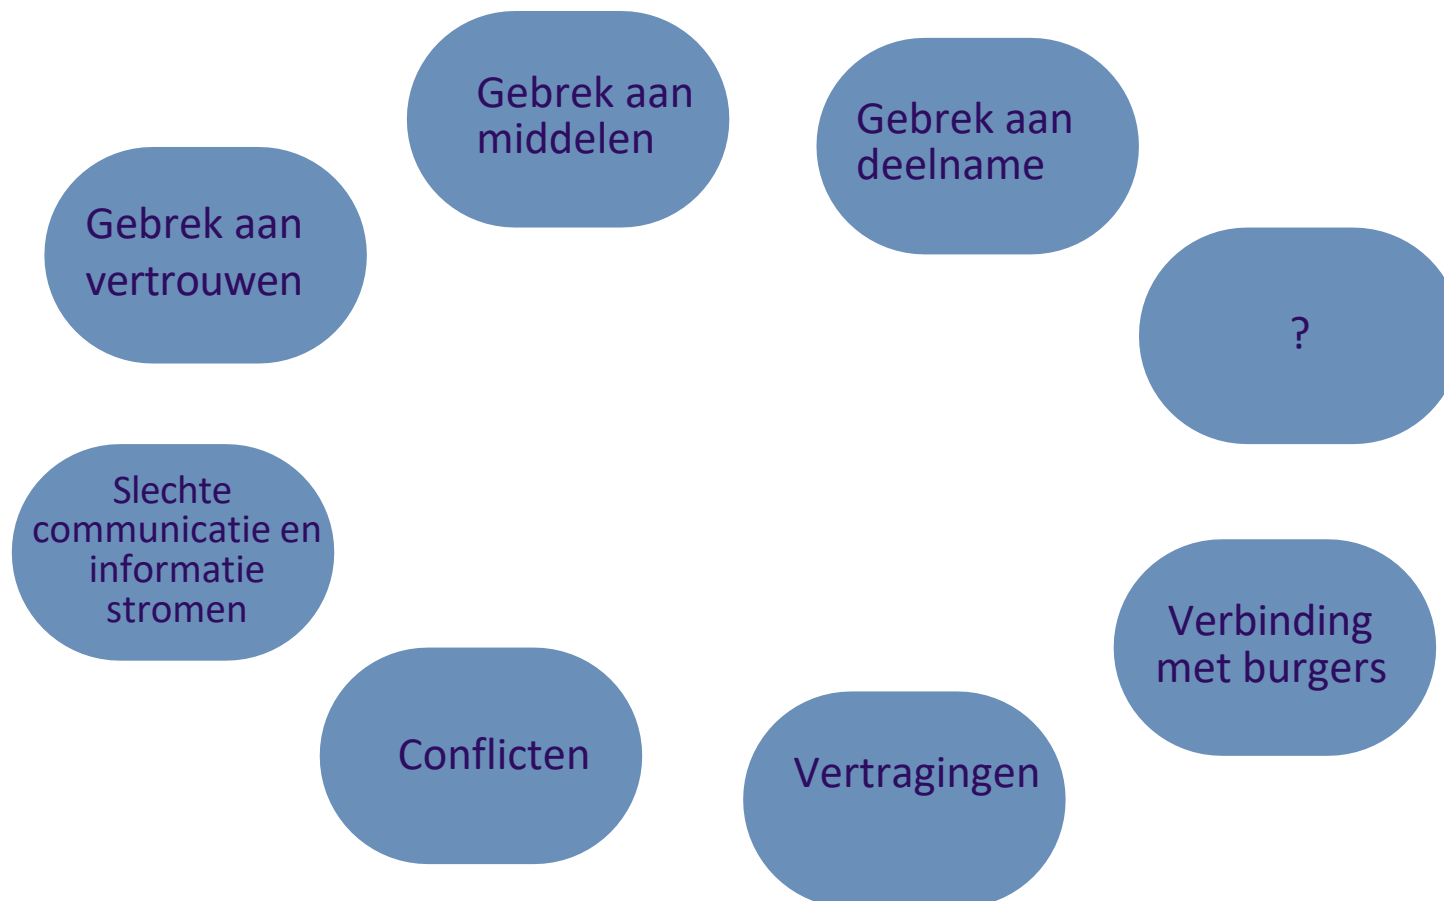 Gebrek aan
middelen
Gebrek aan
deelname
Gebrek aan
vertrouwen
?
Slechte
communicatie en
informatie
stromen
Verbinding
met burgers
Conflicten
Vertragingen